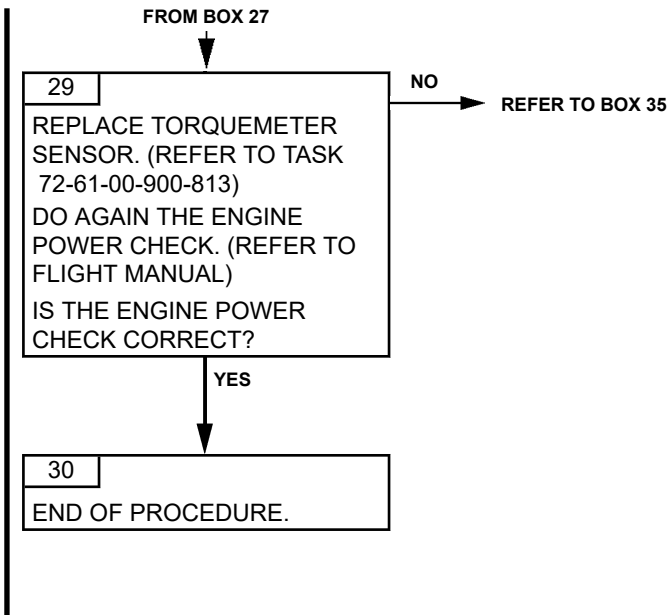 FROM BOX 27
29
NO
REFER TO BOX 35
REPLACE TORQUEMETER
SENSOR. (REFER TO TASK
72-61-00-900-813)
DO AGAIN THE ENGINE
POWER CHECK. (REFER TO
FLIGHT MANUAL)
IS THE ENGINE POWER
CHECK CORRECT?
YES
30
END OF PROCEDURE.